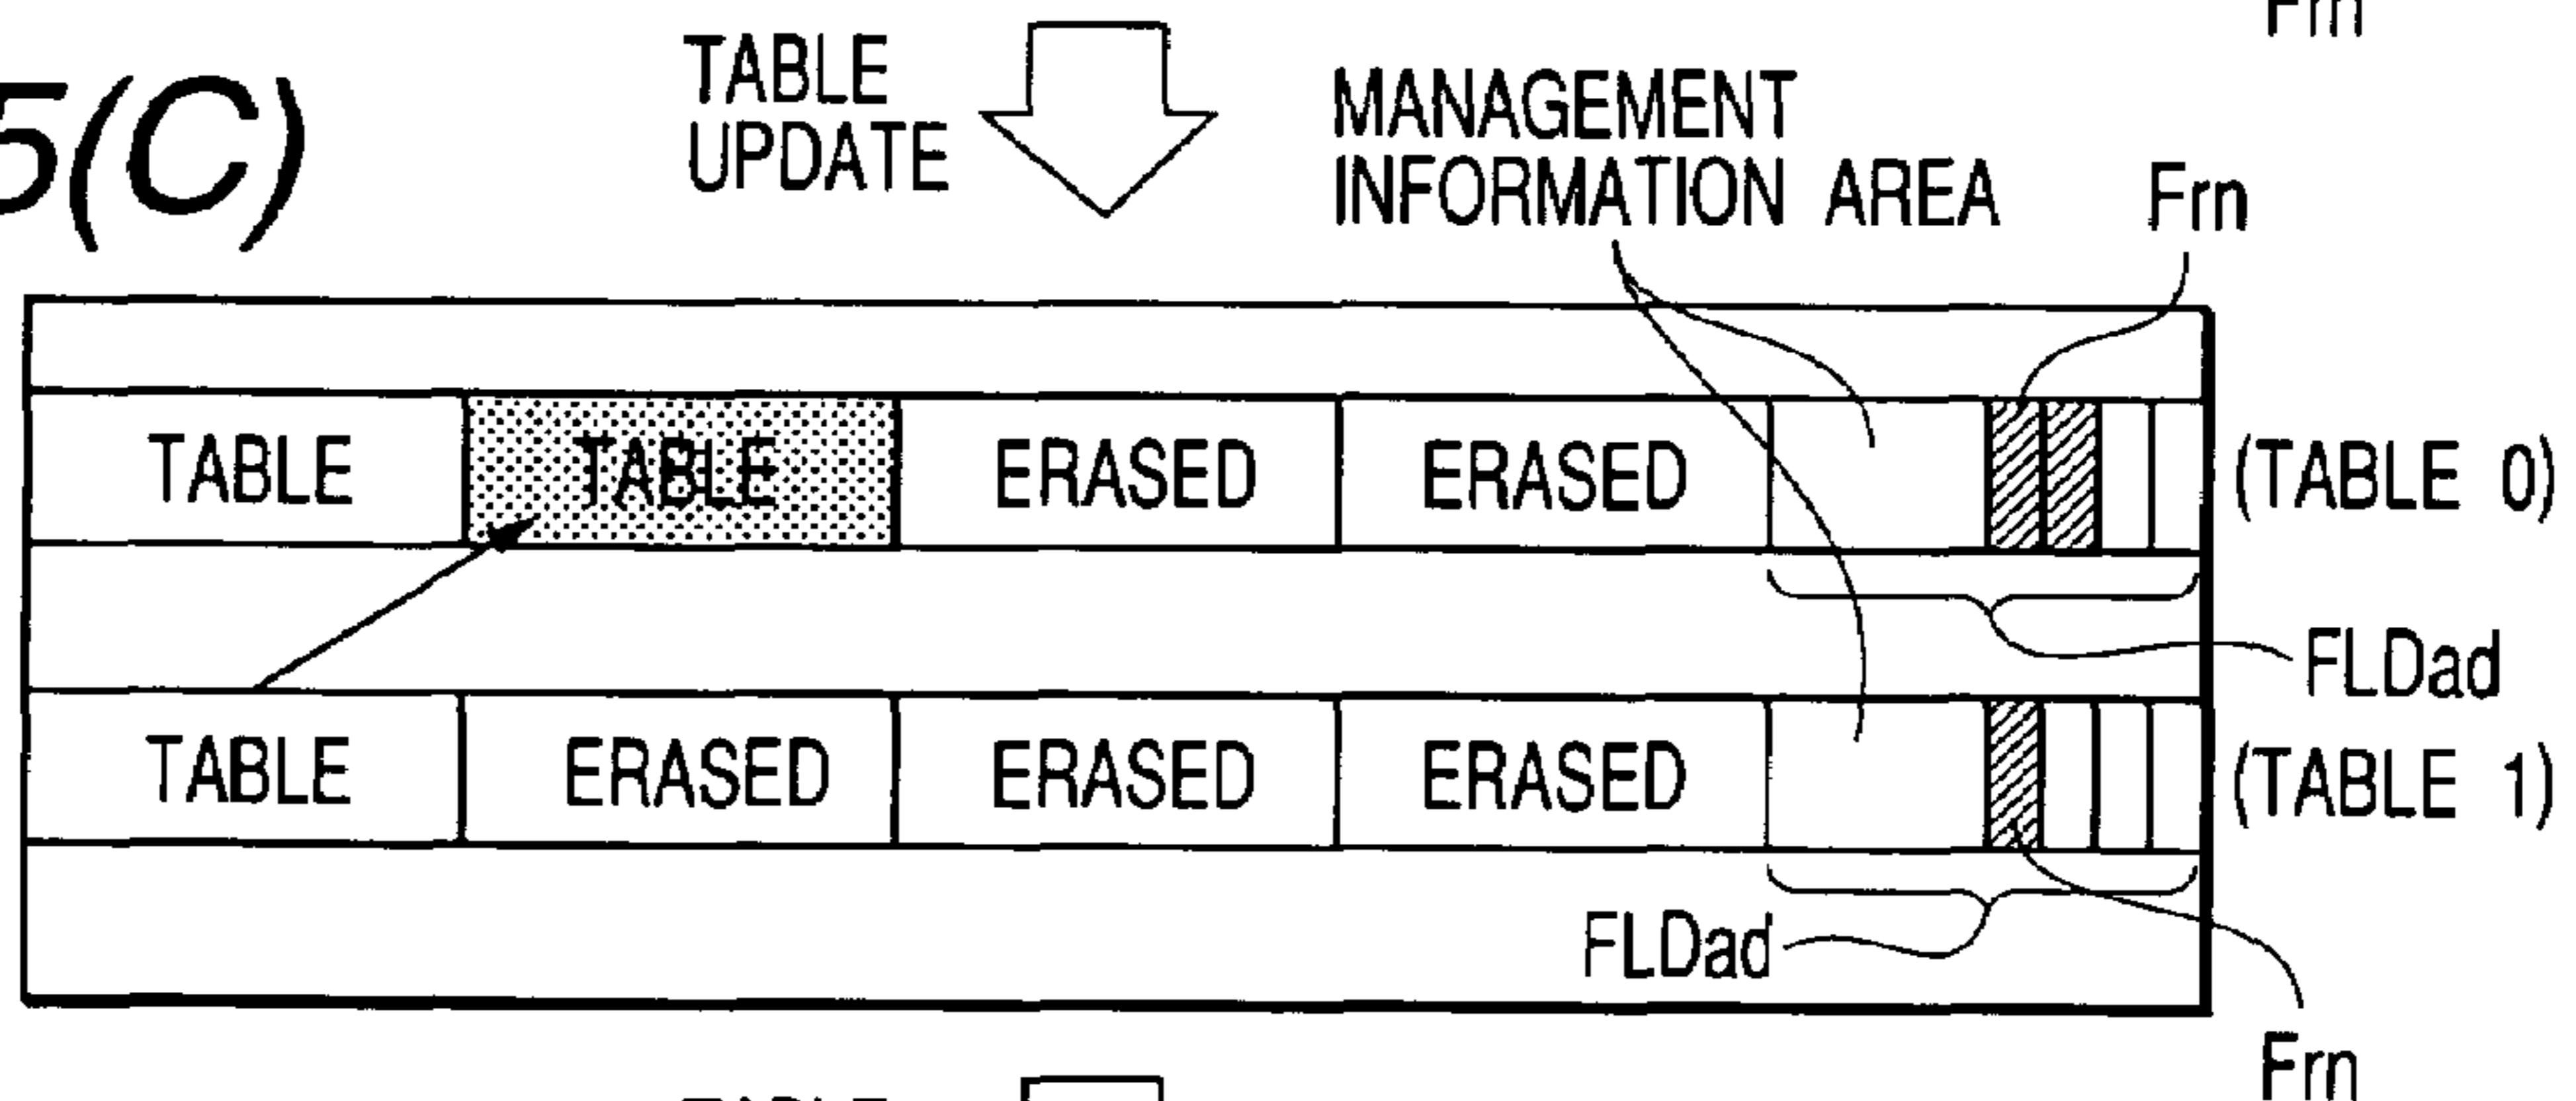 Frn
5(C)
TABLE
UPDATE
MANAGEMENT
INFORMATION AREA
Frn
TABLE TABLE ERASED ERASED (TABLE 0)
FLDad
TABLE ERASED ERASED ERASED (TABLE 1)
FLDad
Frn
TABLE